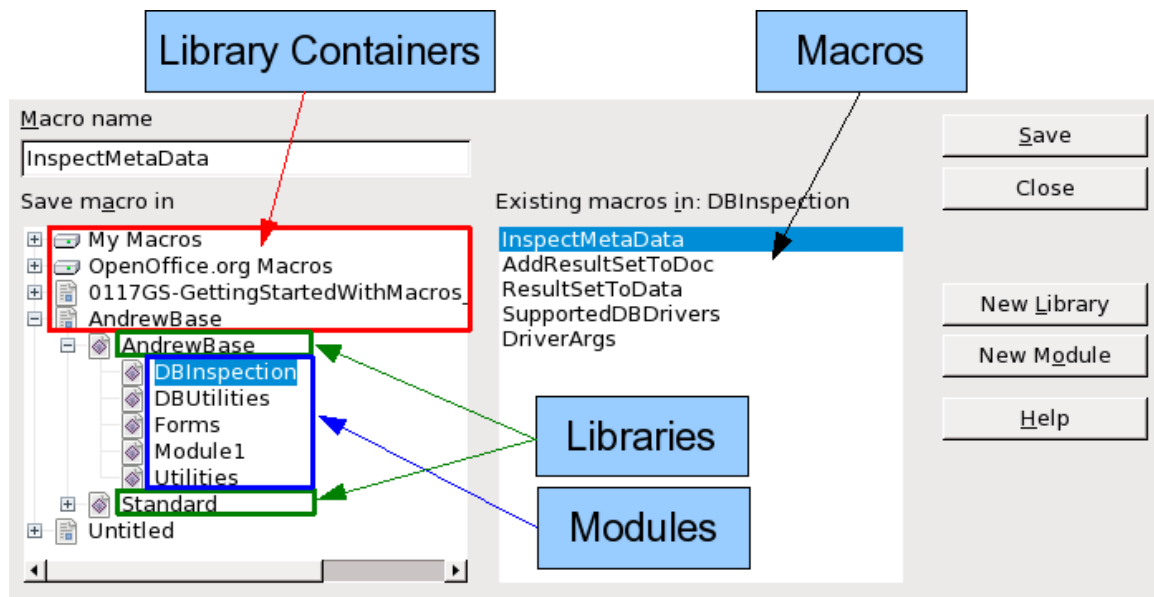 Library Containers
Macros
Macro name
InspectMetaData
Save macro in
My Macros
OpenOffice.org Macros
0117GS-GettingStartedWithMacros_
AndrewBase
AndrewBase
DBInspection
DBUtilities
Forms
Module1
Utilities
Standard
Untitled
Existing macros in: DBInspection
InspectMetaData
AddResultSetToDoc
ResultSetToData
SupportedDBDrivers
DriverArgs
Libraries
Modules
Save
Close
New Library
New Module
Help